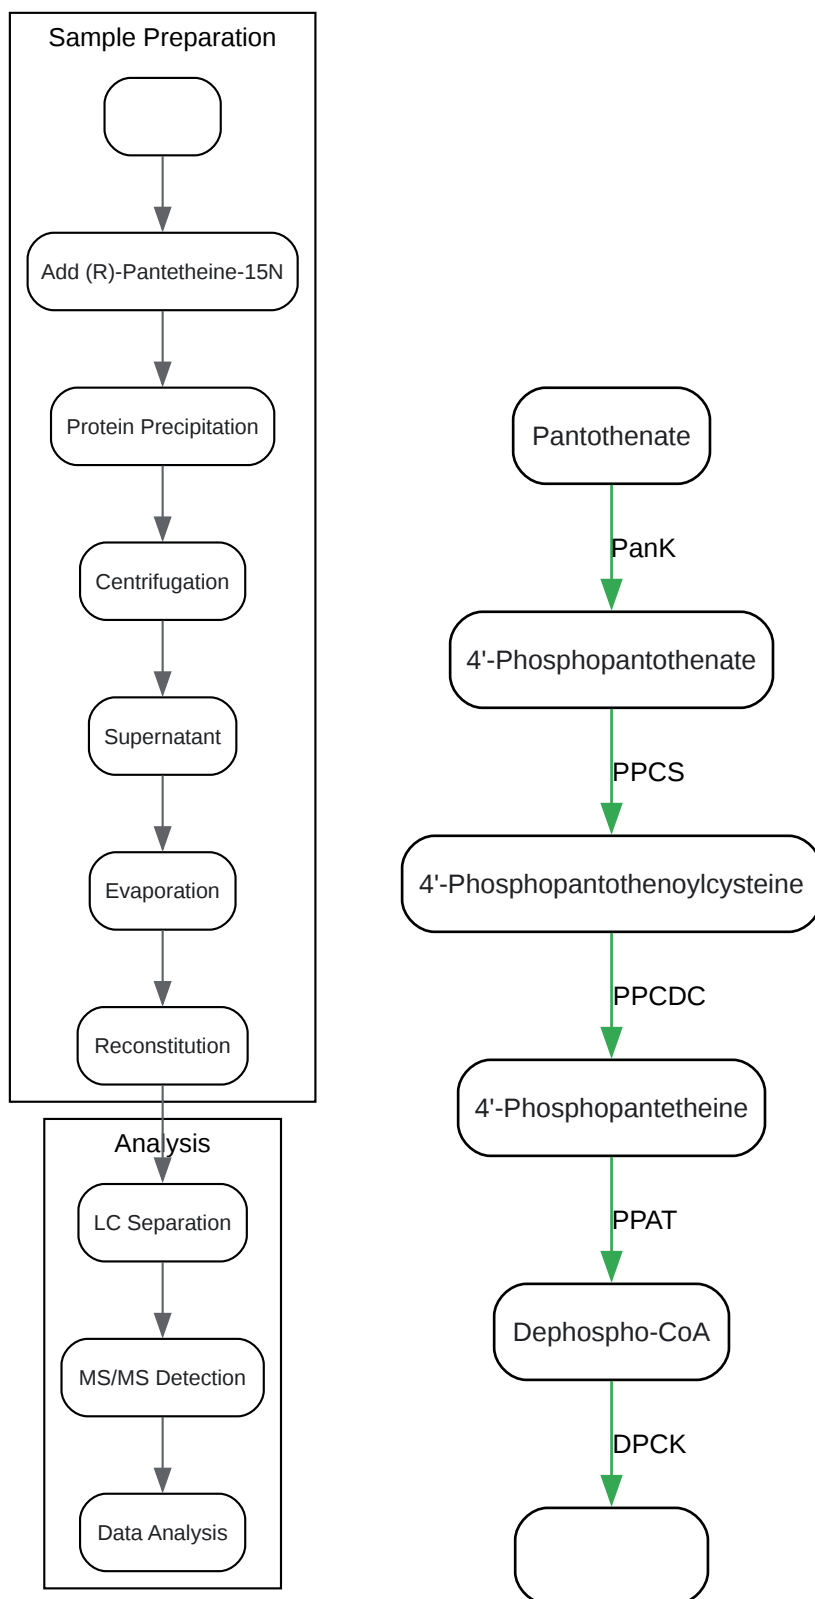 Sample Preparation
Add (R)-Pantetheine-15N
Protein Precipitation
Centrifugation
Supernatant
Evaporation
Reconstitution
Analysis
LC Separation
MS/MS Detection
Data Analysis
Pantothenate
PanK
4'-Phosphopantothenate
PPCS
4'-Phosphopantothenoylcysteine
PPCDC
4'-Phosphopantetheine
PPAT
Dephospho-CoA
DPCK